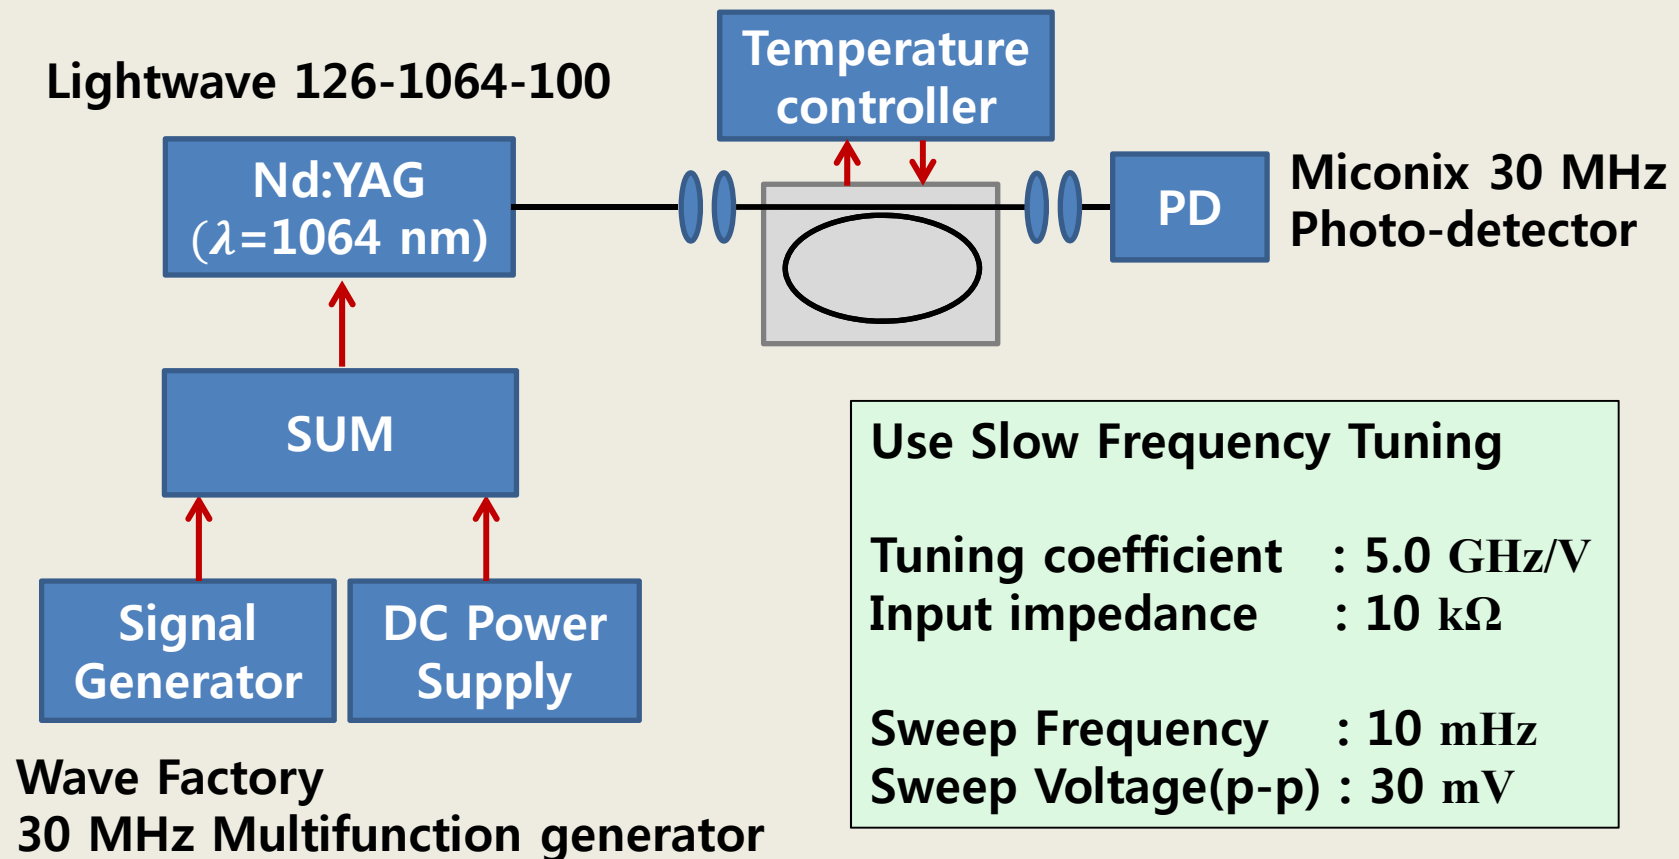 Temperature
controller
Lightwave 126-1064-100
Nd:YAG
(λ=1064 nm)
PD
Miconix 30 MHz
Photo-detector
SUM
Signal
Generator
DC Power
Supply
Wave Factory
30 MHz Multifunction generator
Use Slow Frequency Tuning
Tuning coefficient : 5.0 GHz/V
Input impedance : 10 kΩ
Sweep Frequency : 10 mHz
Sweep Voltage(p-p) : 30 mV